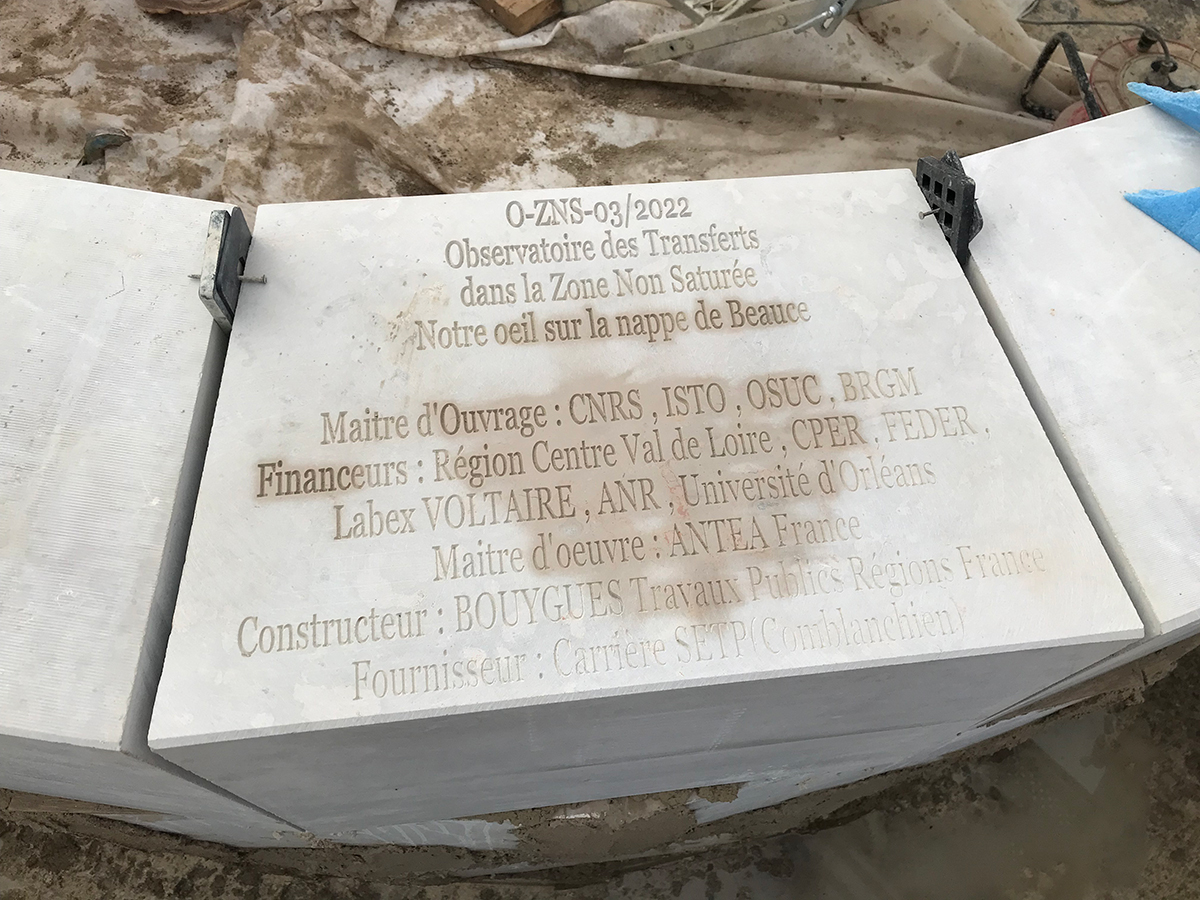 O-ZNS-03/2022
Observatoire des Transferts
dans la Zone Non Saturée
Notre oeil sur la nappe de Beauce
Maitre d'Ouvrage : CNRS , ISTO , OSUC , BRGM
Financeurs : Région Centre Val de Loire , CPER , FEDER ,
Labex VOLTAIRE , ANR , Université d'Orléans
Maitre d'oeuvre : ANTEA France
Constructeur : BOUYGUES Travaux Publics Régions France
Fournisseur : Carrière SETP(Comblanchien)